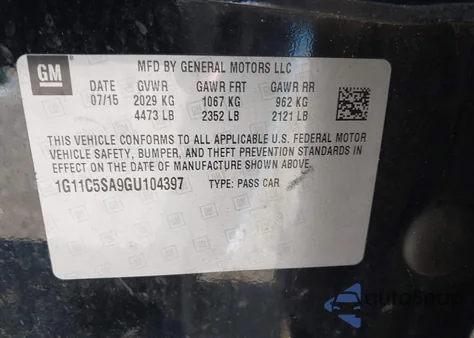 GM
MFD BY GENERAL MOTORS LLC
DATE GVWR GAWR FRT GAWR RR
07/15 2029 KG 1067 KG 962 KG
4473 LB 2352 LB 2121 LB
THIS VEHICLE CONFORMS TO ALL APPLICABLE U.S. FEDERAL MOTOR
VEHICLE SAFETY, BUMPER, AND THEFT PREVENTION STANDARDS IN
EFFECT ON THE DATE OF MANUFACTURE SHOWN ABOVE.
1G11C5SA9GU104397 TYPE: PASS CAR
autosnap